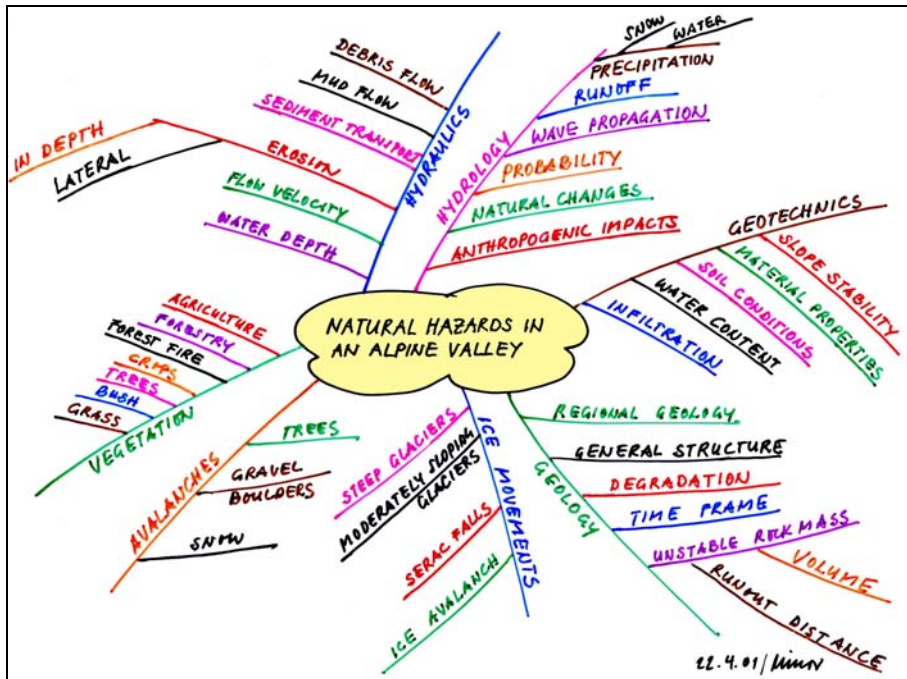 NATURAL HAZARDS IN
AN ALPINE VALLEY
HYDRAULICS
DEBRIS FLOW
MUD FLOW
SEDIMENT TRANSPORT
EROSION
IN DEPTH
LATERAL
FLOW VELOCITY
WATER DEPTH
HYDROLOGY
SNOW
WATER
PRECIPITATION
RUNOFF
WAVE PROPAGATION
PROBABILITY
NATURAL CHANGES
ANTHROPOGENIC IMPACTS
GEOTECHNICS
SLOPE STABILITY
MATERIAL PROPERTIES
SOIL CONDITIONS
WATER CONTENT
INFILTRATION
GEOLOGY
REGIONAL GEOLOGY
GENERAL STRUCTURE
DEGRADATION
TIME FRAME
UNSTABLE ROCK MASS
VOLUME
RUNOUT DISTANCE
ICE MOVEMENTS
STEEP GLACIERS
MODERATELY SLOPING
GLACIERS
SERAC FALLS
ICE AVALANCH
AVALANCHES
TREES
GRAVEL
BOULDERS
SNOW
VEGETATION
AGRICULTURE
FORESTRY
FOREST FIRE
CROPS
TREES
BUSH
GRASS
22.4.01/